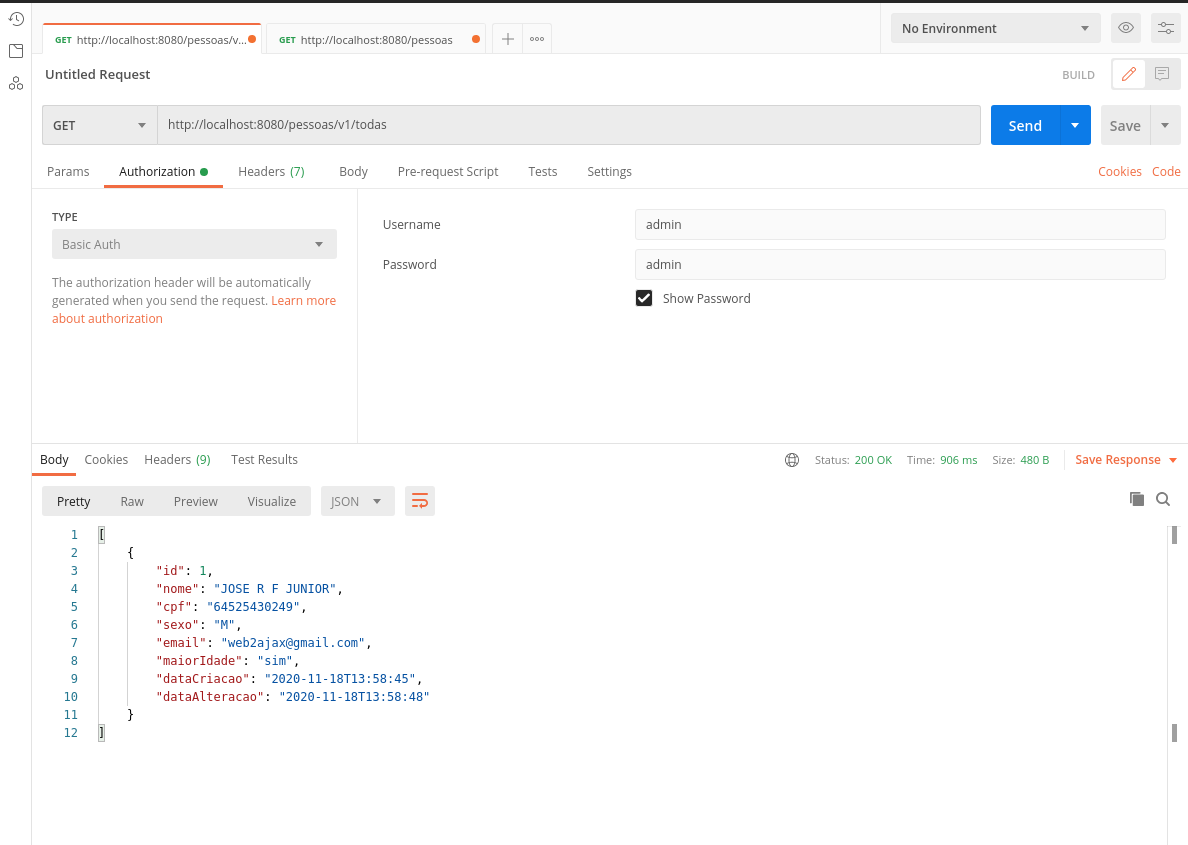 GET http://localhost:8080/pessoas/v...
GET http://localhost:8080/pessoas
No Environment
Untitled Request
BUILD
GET
http://localhost:8080/pessoas/v1/todas
Send
Save
Params Authorization Headers (7) Body Pre-request Script Tests Settings Cookies Code
TYPE
Basic Auth
The authorization header will be automatically
generated when you send the request. Learn more
about authorization
Username admin
Password admin
Show Password
Body Cookies Headers (9) Test Results Status: 200 OK Time: 906 ms Size: 480 B Save Response
Pretty Raw Preview Visualize JSON
1 [
2 {
3 "id": 1,
4 "nome": "JOSE R F JUNIOR",
5 "cpf": "64525430249",
6 "sexo": "M",
7 "email": "web2ajax@gmail.com",
8 "maiorIdade": "sim",
9 "dataCriacao": "2020-11-18T13:58:45",
10 "dataAlteracao": "2020-11-18T13:58:48"
11 }
12 ]